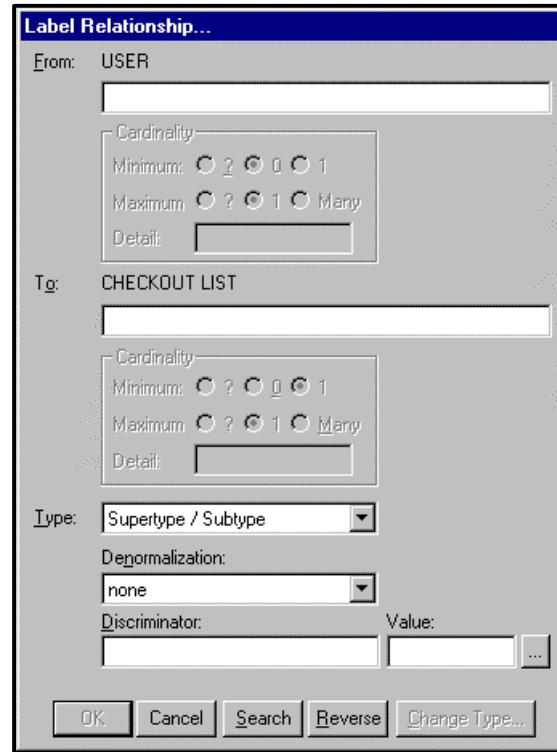 Label Relationship...
From: USER
Cardinality
Minimum: ? 0 1
Maximum ? 1 Many
Detail:
To: CHECKOUT LIST
Cardinality
Minimum: ? 0 1
Maximum ? 1 Many
Detail:
Type: Supertype / Subtype
Denormalization:
none
Discriminator: Value:
...
OK Cancel Search Reverse Change Type...